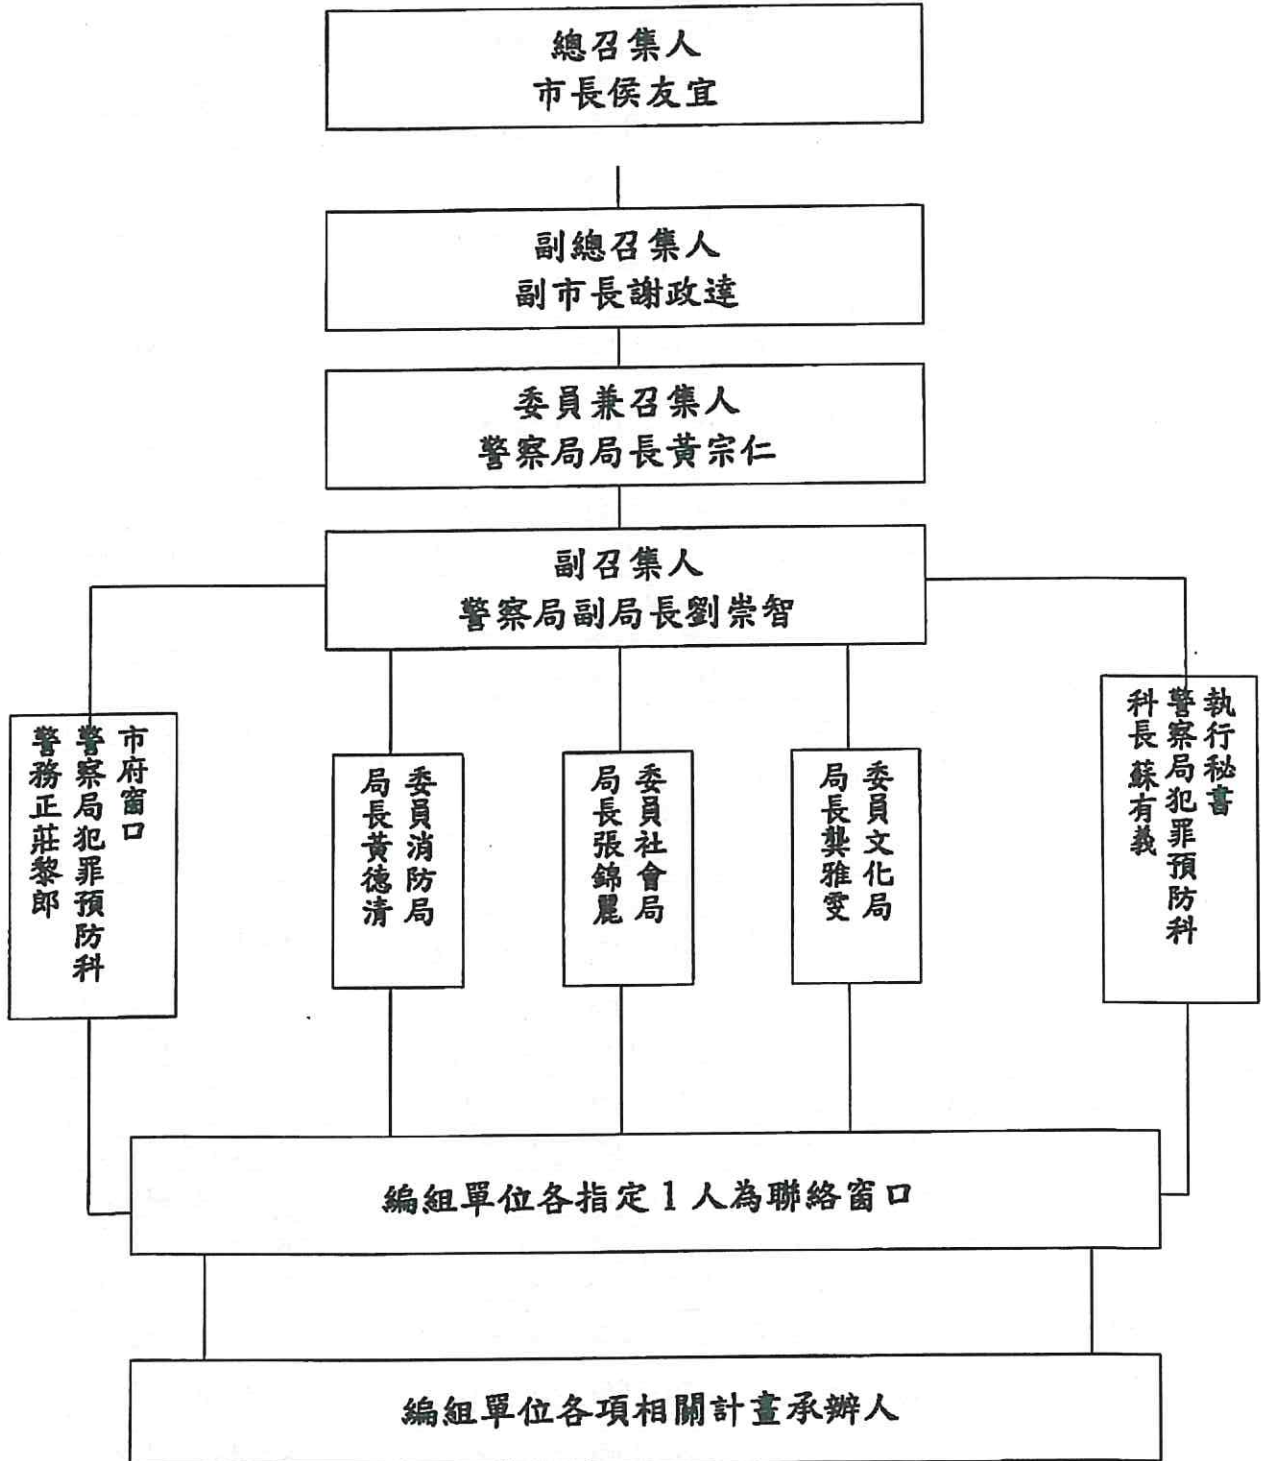 總召集人
市長侯友宜
副總召集人
副市長謝政達
委員兼召集人
警察局局長黃宗仁
副召集人
警察局副局長劉崇智
市府窗口
警察局犯罪預防科
警務正莊黎郎
委員消防局
局長黃德清
委員社會局
局長張錦麗
委員文化局
局長龔雅雯
執行秘書
警察局犯罪預防科
科長蘇有義
編組單位各指定1人為聯絡窗口
編組單位各項相關計畫承辦人